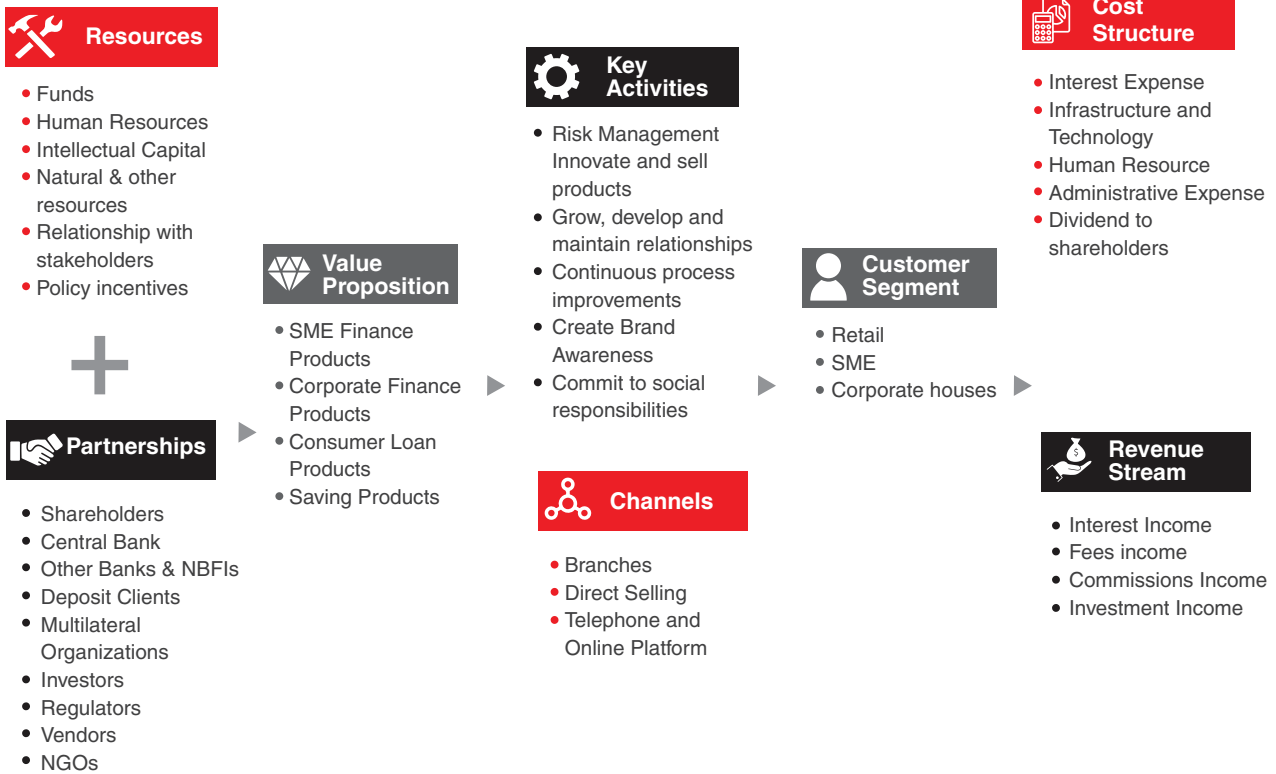 Resources
Funds
Human Resources
Intellectual Capital
Natural & other
resources
Relationship with
stakeholders
Policy incentives
Partnerships
Shareholders
Central Bank
Other Banks & NBFIs
Deposit Clients
Multilateral
Organizations
Investors
Regulators
Vendors
NGOs
Value
Proposition
SME Finance
Products
Corporate Finance
Products
Consumer Loan
Products
Saving Products
Key
Activities
Risk Management
Innovate and sell
products
Grow, develop and
maintain relationships
Continuous process
improvements
Create Brand
Awareness
Commit to social
responsibilities
Channels
Branches
Direct Selling
Telephone and
Online Platform
Customer
Segment
Retail
SME
Corporate houses
Cost
Structure
Interest Expense
Infrastructure and
Technology
Human Resource
Administrative Expense
Dividend to
shareholders
Revenue
Stream
$
Interest Income
Fees income
Commissions Income
Investment Income